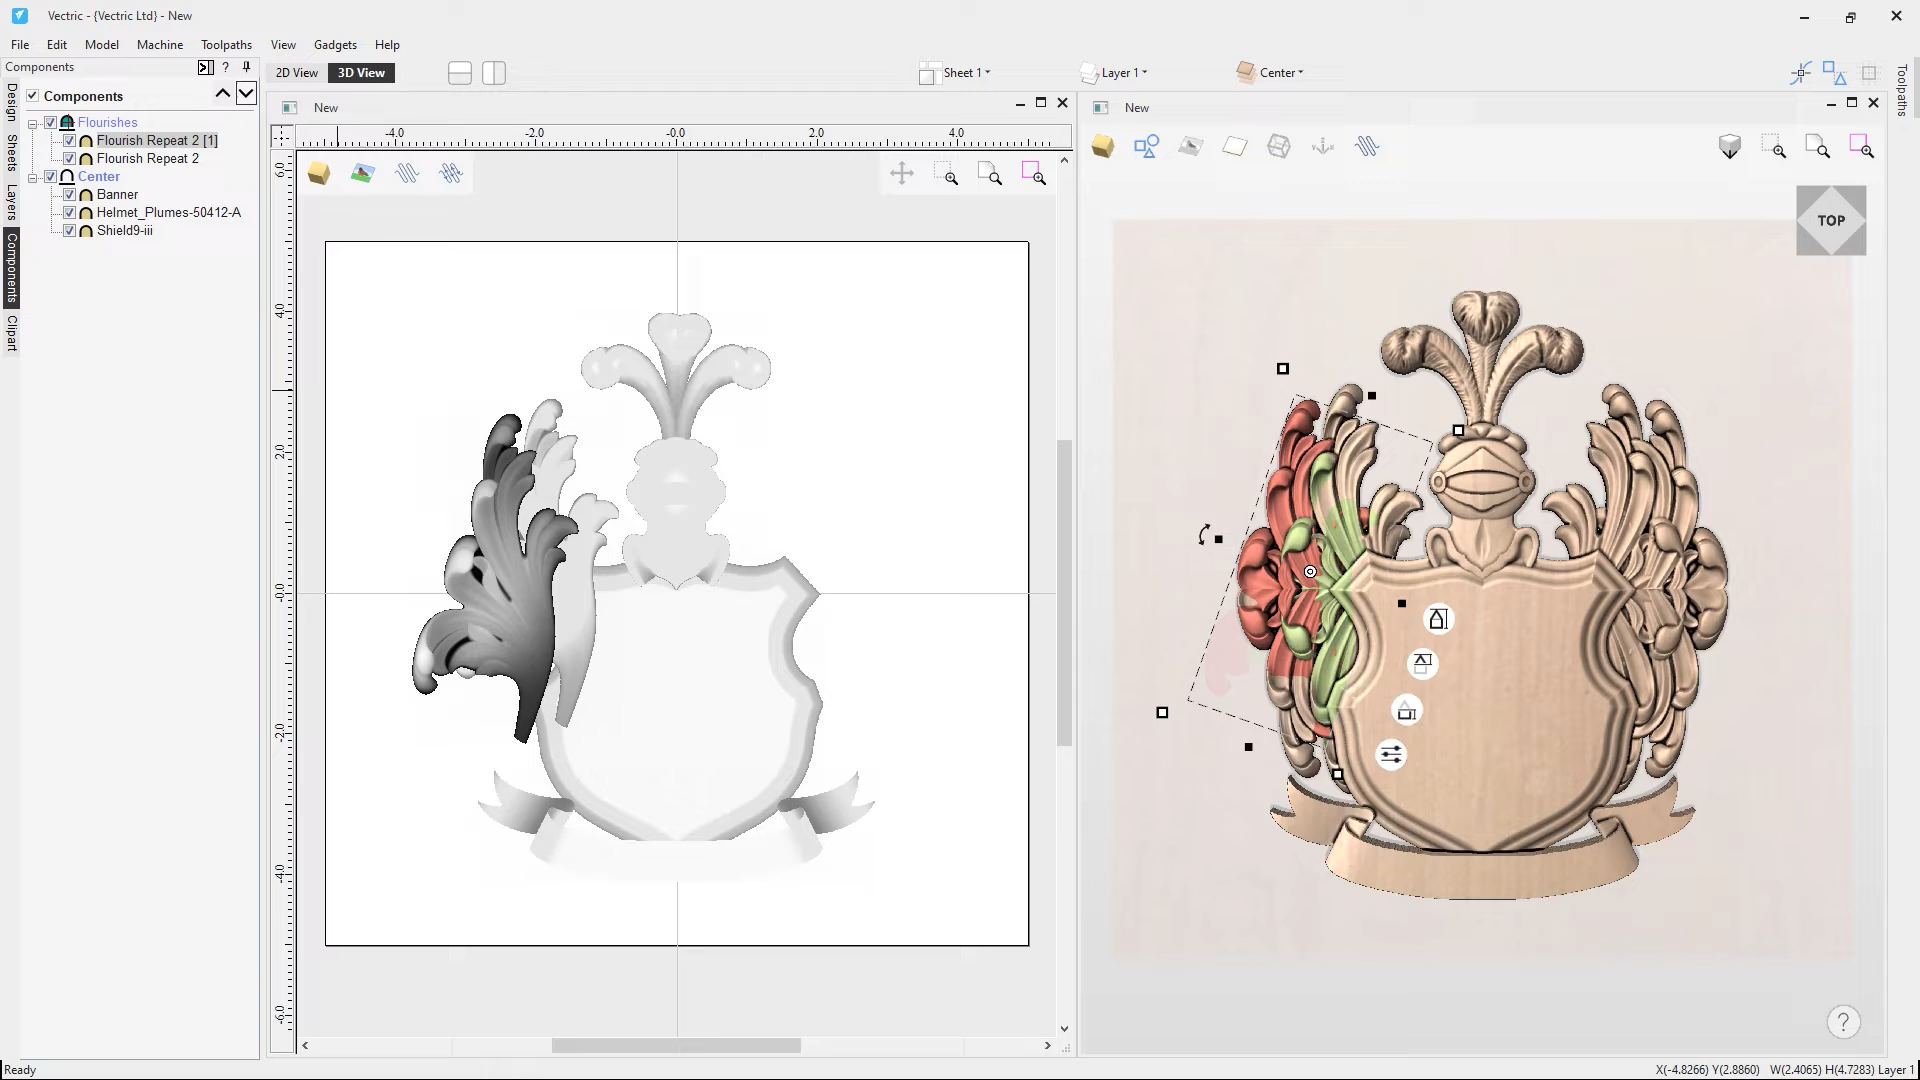 Vectric - {Vectric Ltd} - New
File Edit Model Machine Toolpaths View Gadgets Help
Components ?
2D View 3D View Sheet 1 Layer 1 Center
Toolpaths
Design
Sheets
Layers
Components
Clipart
Components
Flourishes
Flourish Repeat 2 [1]
Flourish Repeat 2
Center
Banner
Helmet_Plumes-50412-A
Shield9-iii
New
New
-4.0 -2.0 -0.0 2.0 4.0
6.0
4.0
2.0
-0.0
-2.0
-4.0
-6.0
TOP
?
Ready
X(-4.8266) Y(2.8860) W(2.4065) H(4.7283) Layer 1